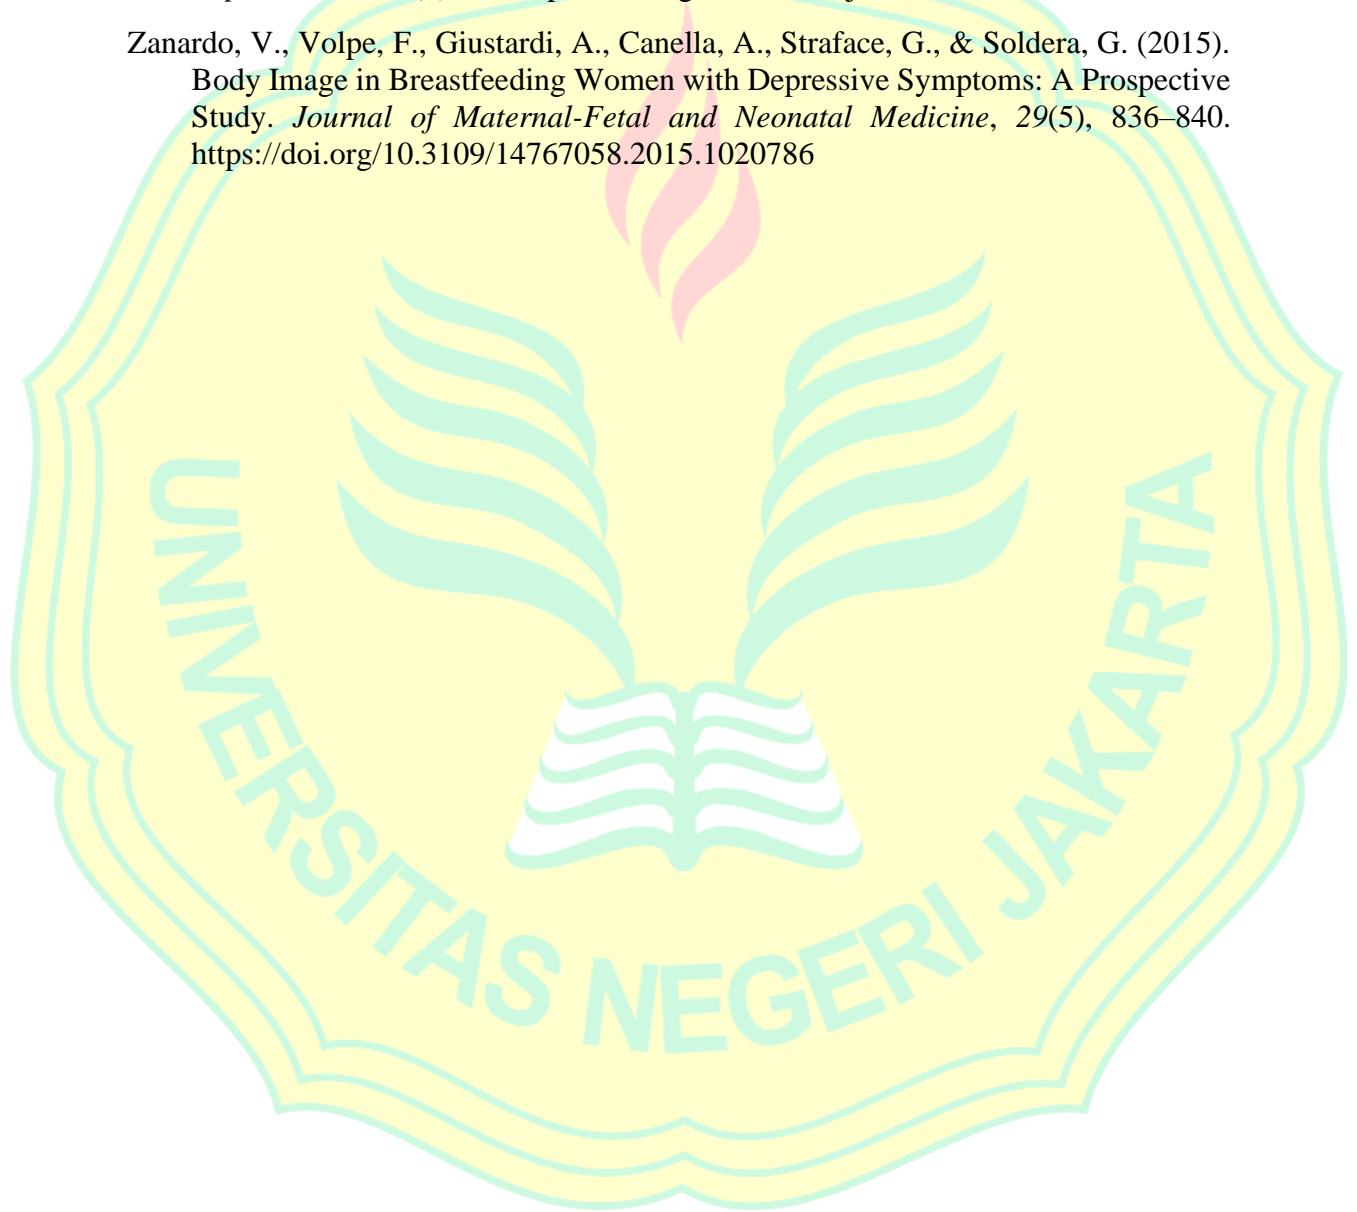 Zanardo, V., Volpe, F., Giustardi, A., Canella, A., Straface, G., & Soldera, G. (2015).
Body Image in Breastfeeding Women with Depressive Symptoms: A Prospective
Study. Journal of Maternal-Fetal and Neonatal Medicine, 29(5), 836–840.
https://doi.org/10.3109/14767058.2015.1020786
UNIVERSITAS NEGERI JAKARTA